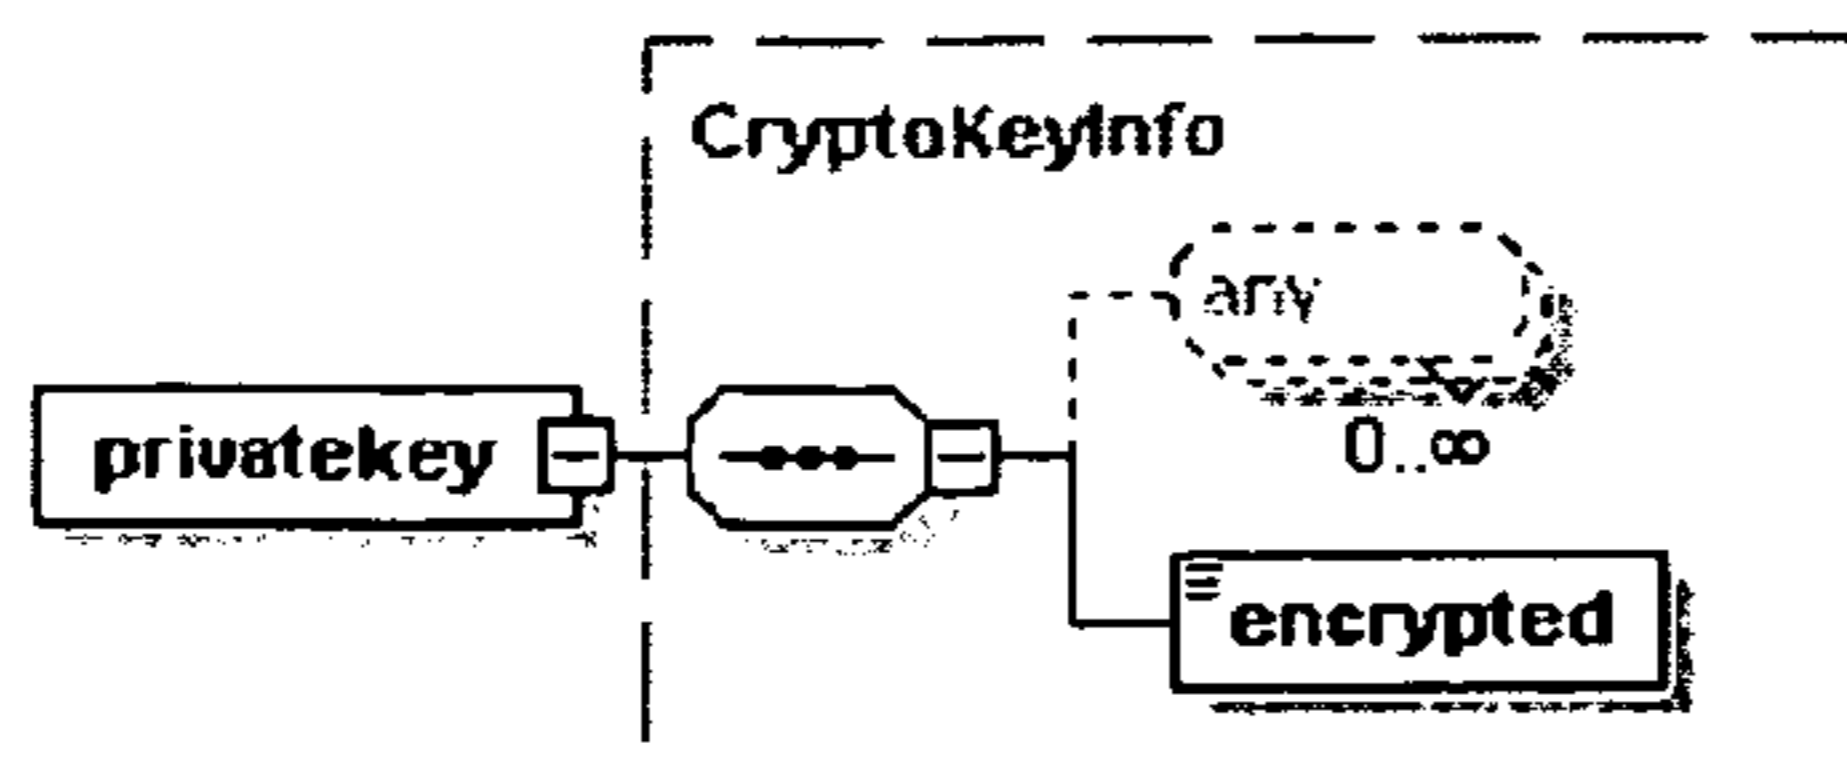 CryptoKeyInfo
any
privatekey
0..∞
encrypted